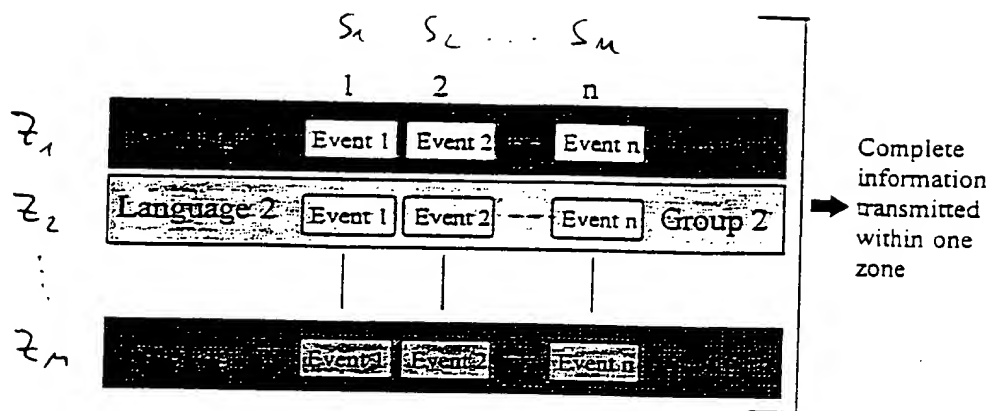 S₁ S₂ ... Sₙ
1 2 n
Z₁ Event 1 Event 2 -- Event n
Z₂ Language 2 Event 1 Event 2 --- Event n Group 2
Complete
information
transmitted
within one
zone
⋮
Zₙ Event 1 Event 2 Event n